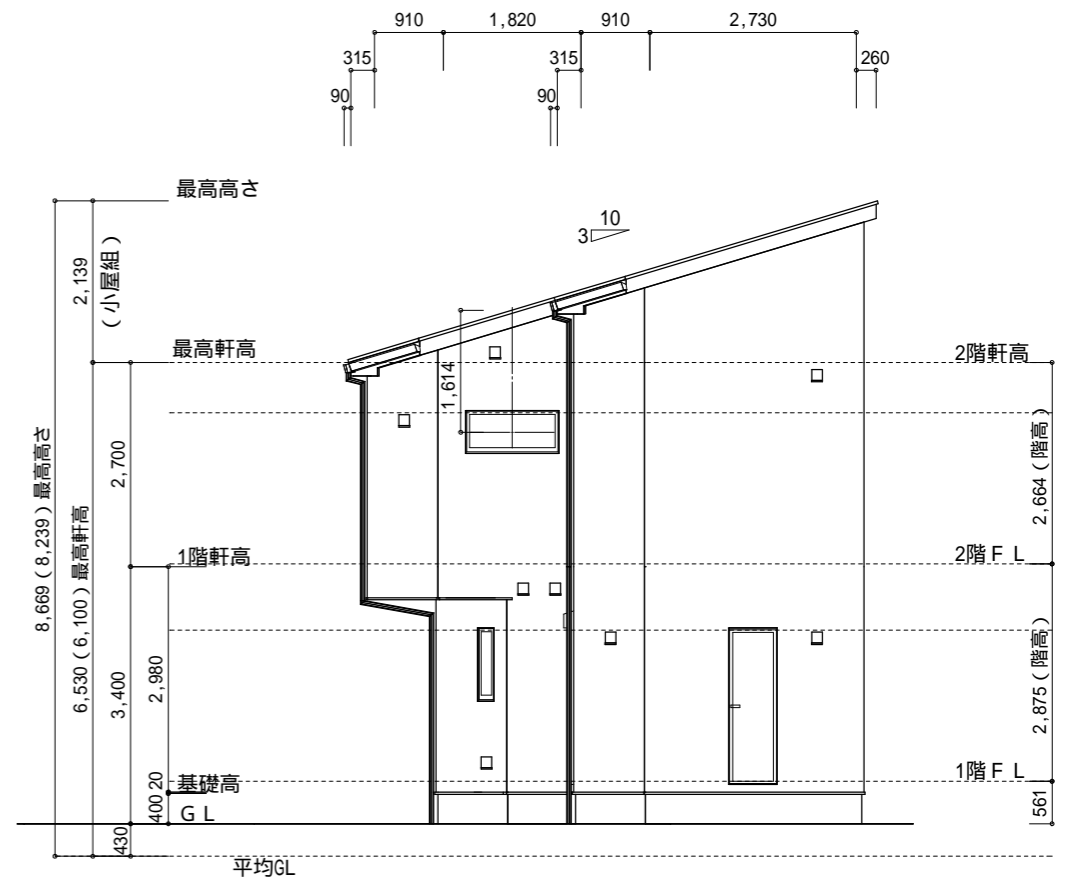 910 1,820 910 2,730
315 315 260
90 90
最高高さ
10
3
2,139
(小屋組)
最高軒高
2階軒高
1,614
2,700
8,669(8,239)最高高さ
6,530(6,100)最高軒高
2,664(階高)
1階軒高
2階FL
3,400
2,980
2,875(階高)
1階FL
20
基礎高
400
GL
561
430
平均GL